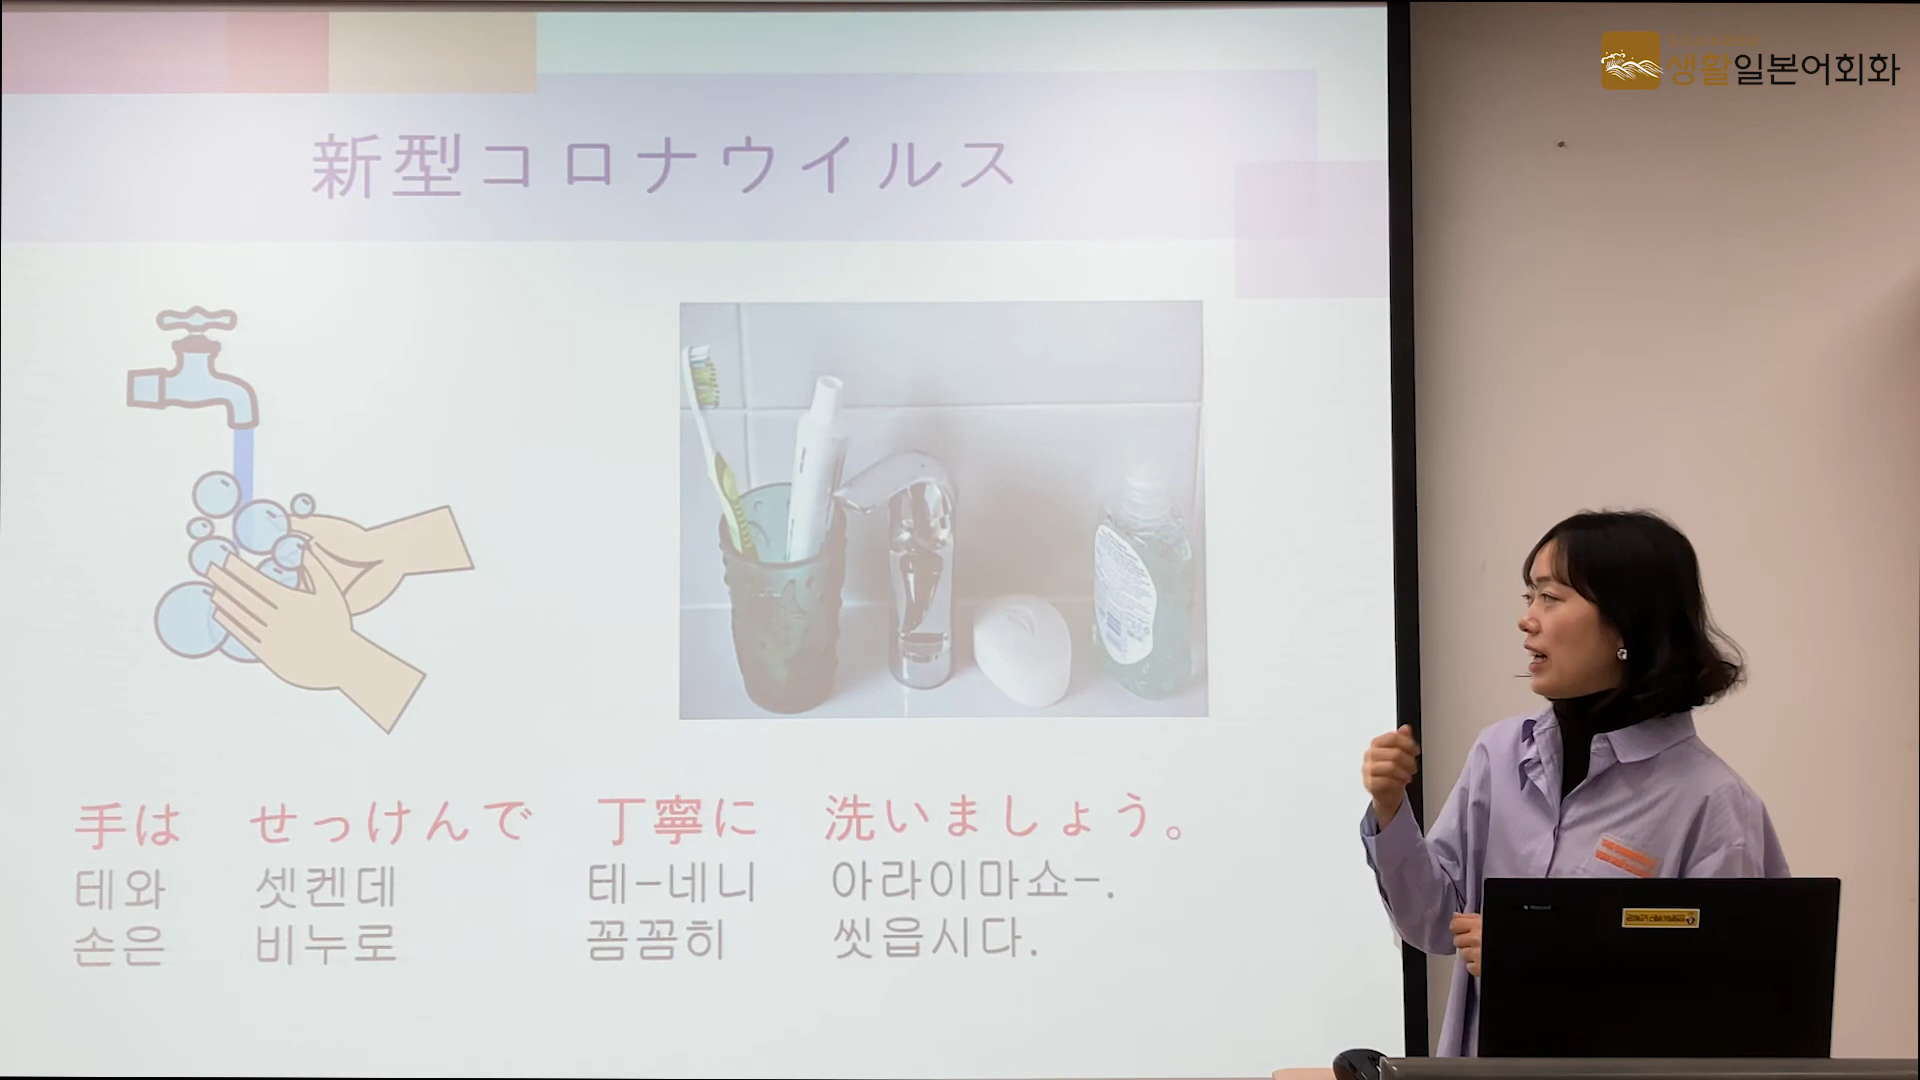 생활일본어회화
新型コロナウイルス
手は せっけんで 丁寧に 洗いましょう。
테와 셋켄데 테-네니 아라이마쇼-.
손은 비누로 꼼꼼히 씻읍시다.